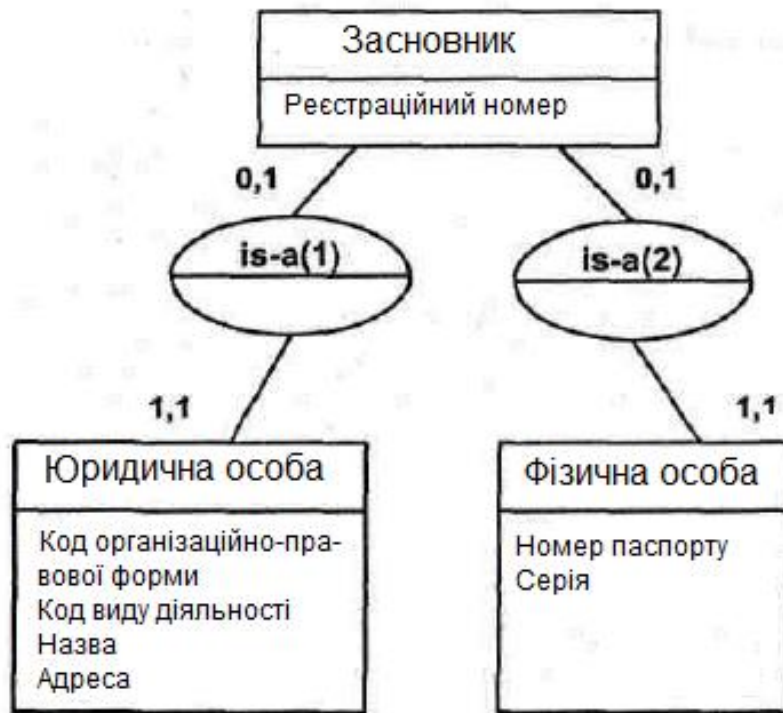 Засновник
Реєстраційний номер
0,1
0,1
is-a(1)
is-a(2)
1,1
1,1
Юридична особа
Код організаційно-пра-
вової форми
Код виду діяльності
Назва
Адреса
Фізична особа
Номер паспорту
Серія